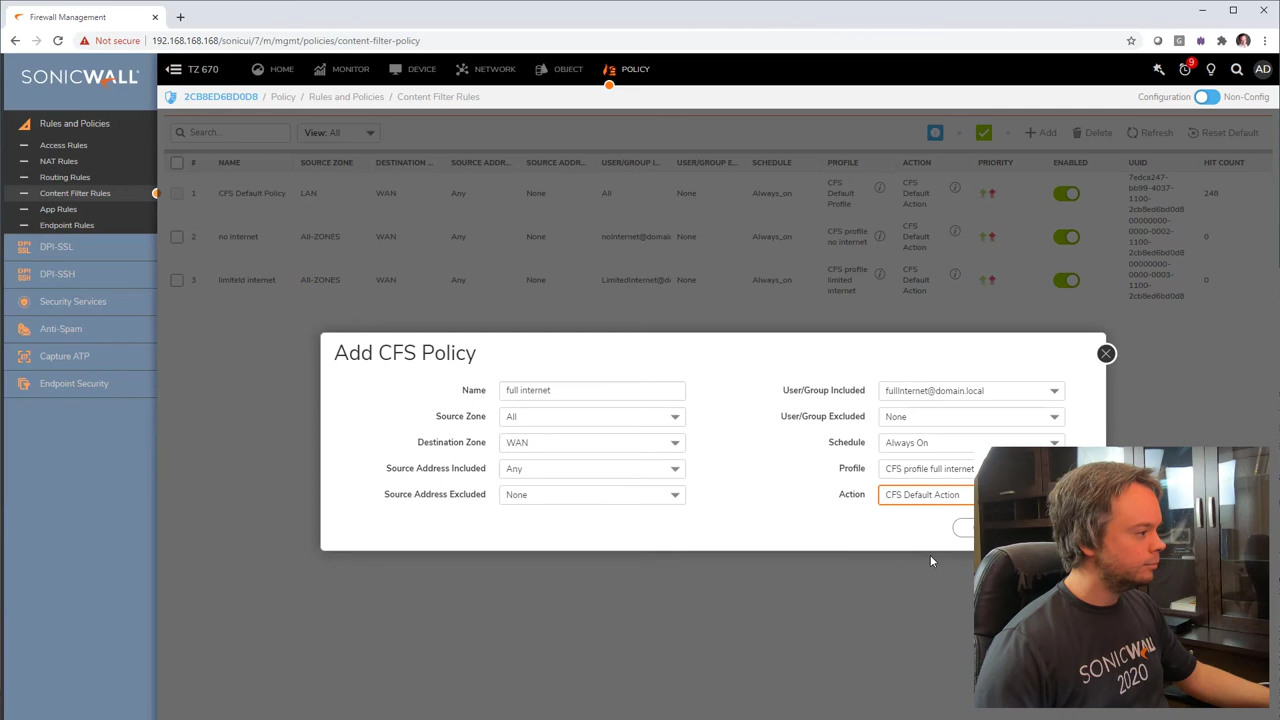 Firewall Management
Not secure 192.168.168.168/sonicui/7/m/mgmt/policies/content-filter-policy
SONICWALL
TZ 670 HOME MONITOR DEVICE NETWORK OBJECT POLICY 9 AD
2CB8ED6BD0D8 / Policy / Rules and Policies / Content Filter Rules Configuration Non-Config
Rules and Policies
Access Rules
NAT Rules
Routing Rules
Content Filter Rules
App Rules
Endpoint Rules
DPI-SSL
DPI-SSH
Security Services
Anti-Spam
Capture ATP
Endpoint Security
Search... View: All Add Delete Refresh Reset Default
# NAME SOURCE ZONE DESTINATION ... SOURCE ADDR... SOURCE ADDR... USER/GROUP I... USER/GROUP E... SCHEDULE PROFILE ACTION PRIORITY ENABLED UUID HIT COUNT
1 CFS Default Policy LAN WAN Any None All None Always_on CFS Default Profile CFS Default Action 7edca247-bb99-4037-1100-2cb8ed6bd0d8 248
2 no internet All-ZONES WAN Any None noInternet@domai None Always_on CFS profile no internet CFS Default Action 00000000-0000-0002-1100-2cb8ed6bd0d8 0
3 limiteld internet All-ZONES WAN Any None LimitedInternet@d None Always_on CFS profile limited internet CFS Default Action 00000000-0000-0003-1100-2cb8ed6bd0d8 0
Add CFS Policy
Name full internet
Source Zone All
Destination Zone WAN
Source Address Included Any
Source Address Excluded None
User/Group Included fullInternet@domain.local
User/Group Excluded None
Schedule Always On
Profile CFS profile full internet
Action CFS Default Action
SONICWALL
2020